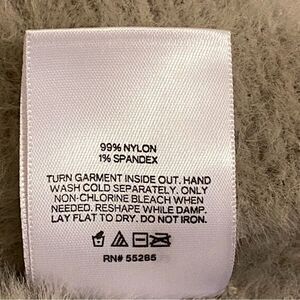 99% NYLON
1% SPANDEX
TURN GARMENT INSIDE OUT. HAND
WASH COLD SEPARATELY. ONLY
NON-CHLORINE BLEACH WHEN
NEEDED. RESHAPE WHILE DAMP.
LAY FLAT TO DRY. DO NOT IRON.
RN# 55285